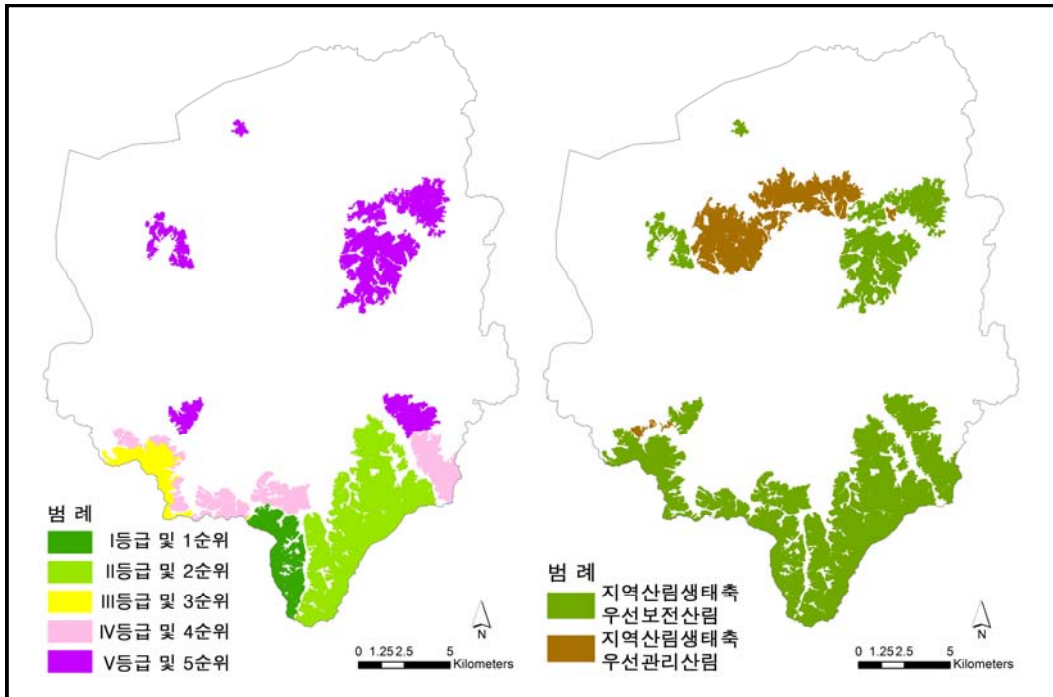 범 례
I등급 및 1순위
II등급 및 2순위
III등급 및 3순위
IV등급 및 4순위
V등급 및 5순위
N
0 1.25 2.5 5
Kilometers
범 례
지역산림생태축
우선보전산림
지역산림생태축
우선관리산림
N
0 1.25 2.5 5
Kilometers